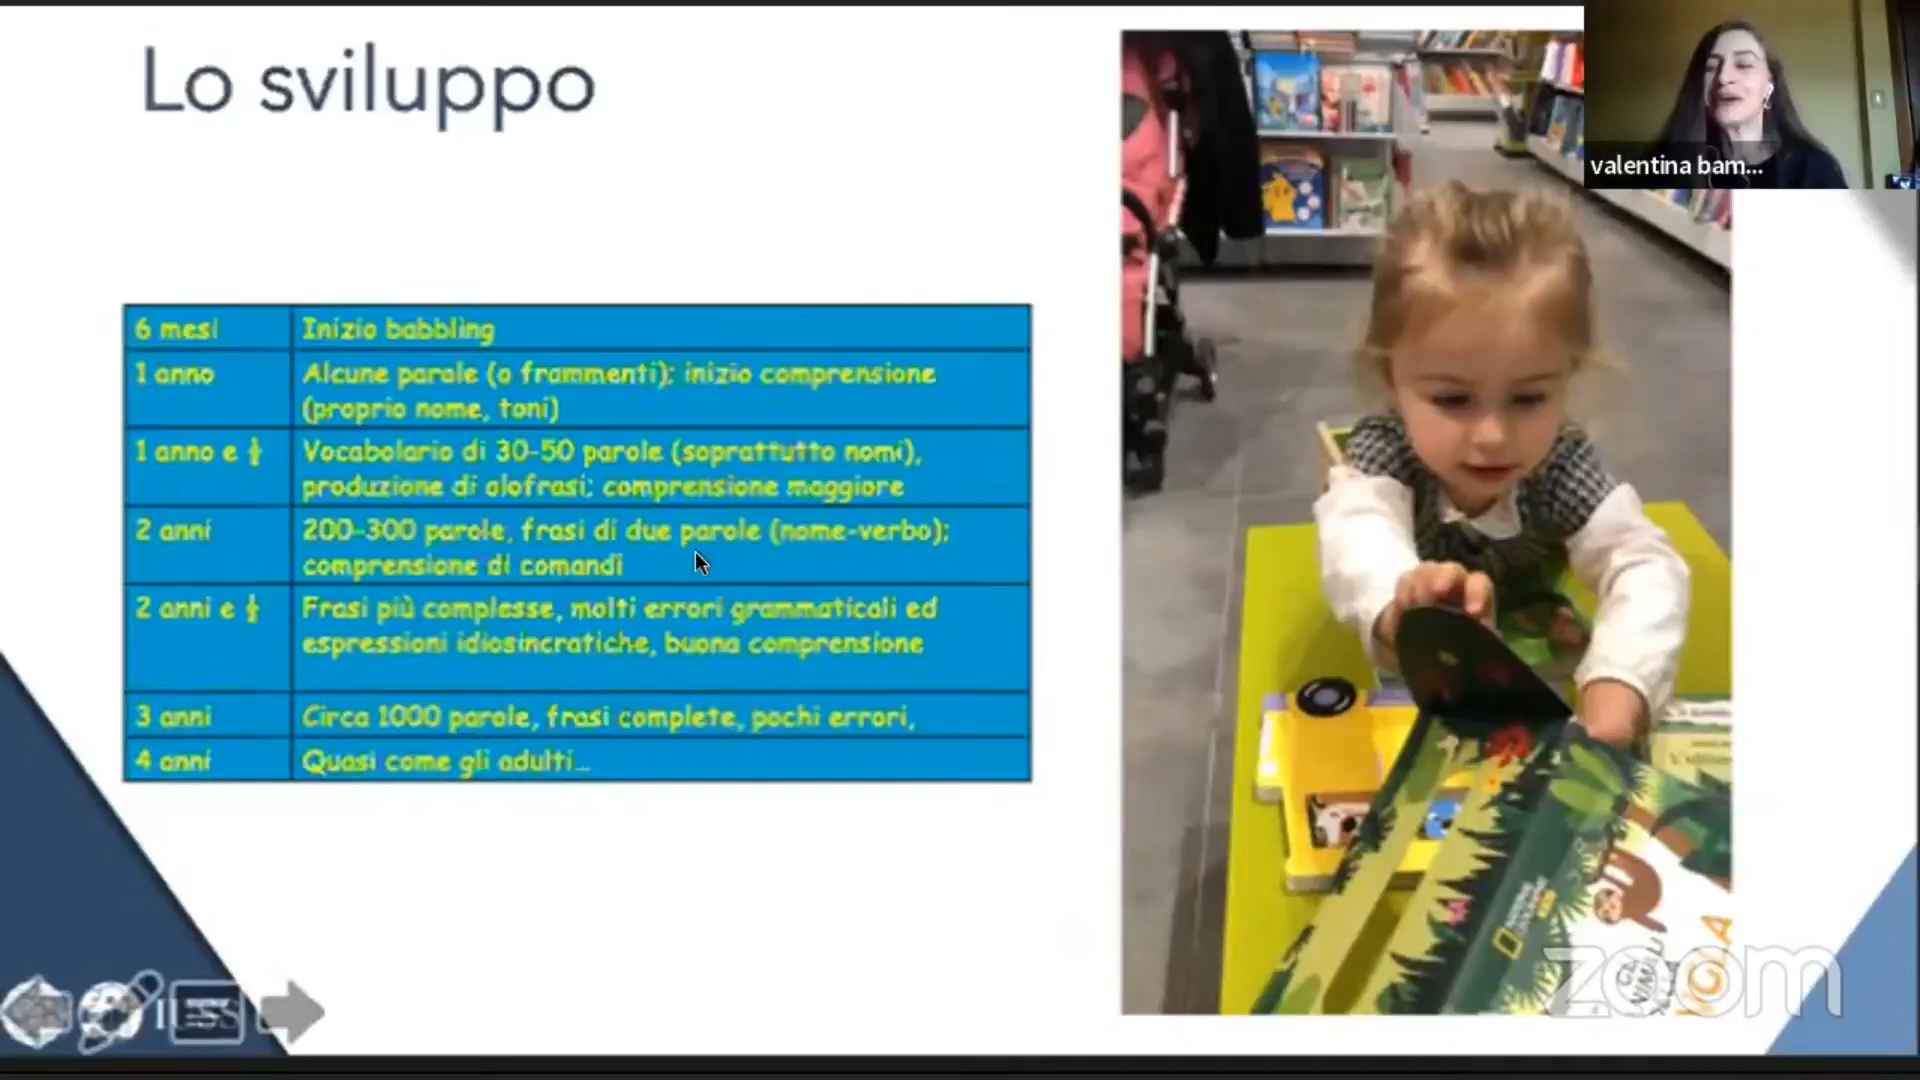 Lo sviluppo
valentina bam...
6 mesi
Inizio babbling
1 anno
Alcune parole (o frammenti); inizio comprensione
(proprio nome, toni)
1 anno e ½
Vocabolario di 30-50 parole (soprattutto nomi),
produzione di olofrasi; comprensione maggiore
2 anni
200-300 parole, frasi di due parole (nome-verbo);
comprensione di comandi
2 anni e ½
Frasi più complesse, molti errori grammaticali ed
espressioni idiosincratiche, buona comprensione
3 anni
Circa 1000 parole, frasi complete, pochi errori,
4 anni
Quasi come gli adulti…
NATIONAL
GEOGRAPHIC
zoom